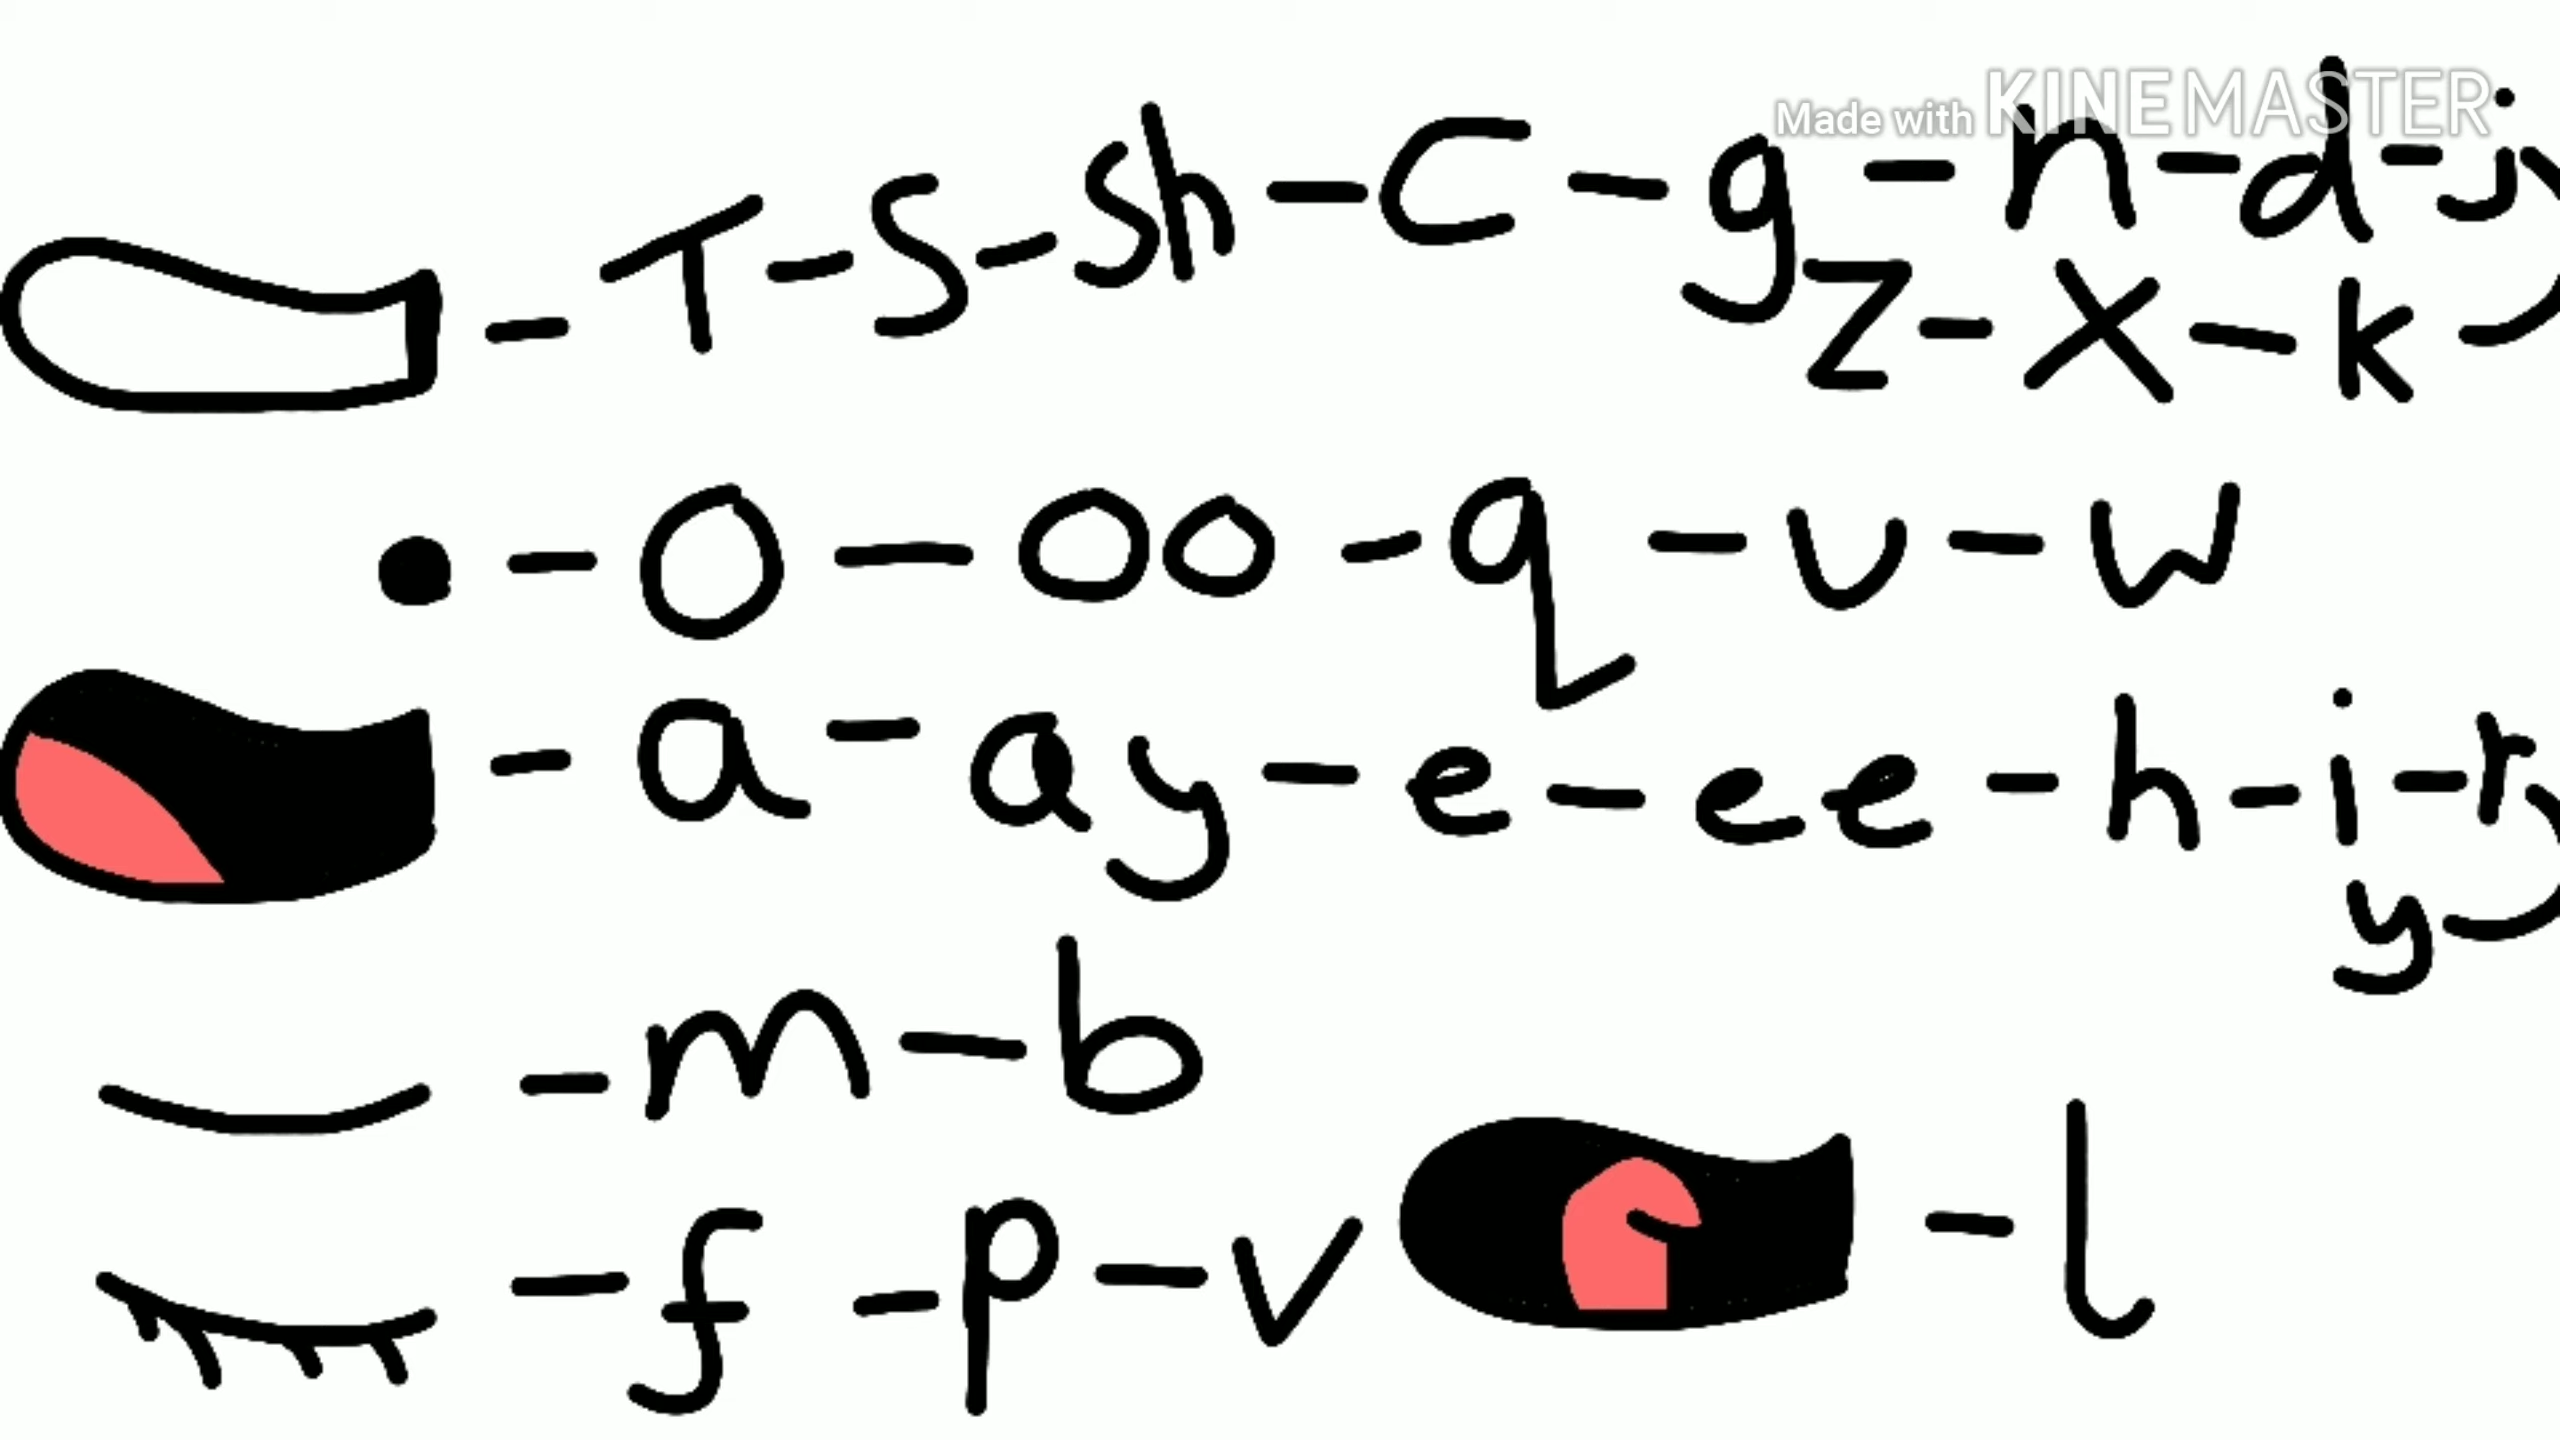 Made with KINEMASTER
- T - S - Sh - C - g - n - d - j
Z - X - k
- O - OO - q - u - w
- a - ay - e - ee - h - i - r
y
- m - b
- f - p - v
- l